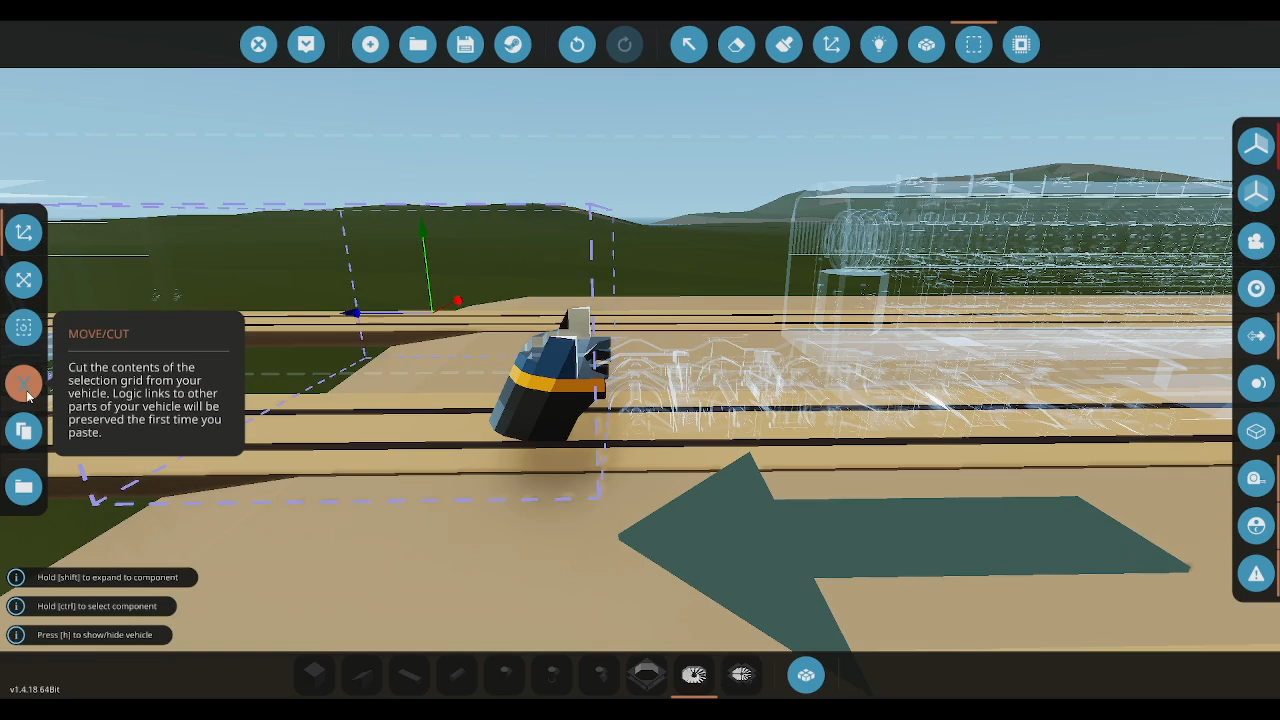 MOVE/CUT
Cut the contents of the
selection grid from your
vehicle. Logic links to other
parts of your vehicle will be
preserved the first time you
paste.
Hold [shift] to expand to component
Hold [ctrl] to select component
Press [h] to show/hide vehicle
v1.4.18 64Bit